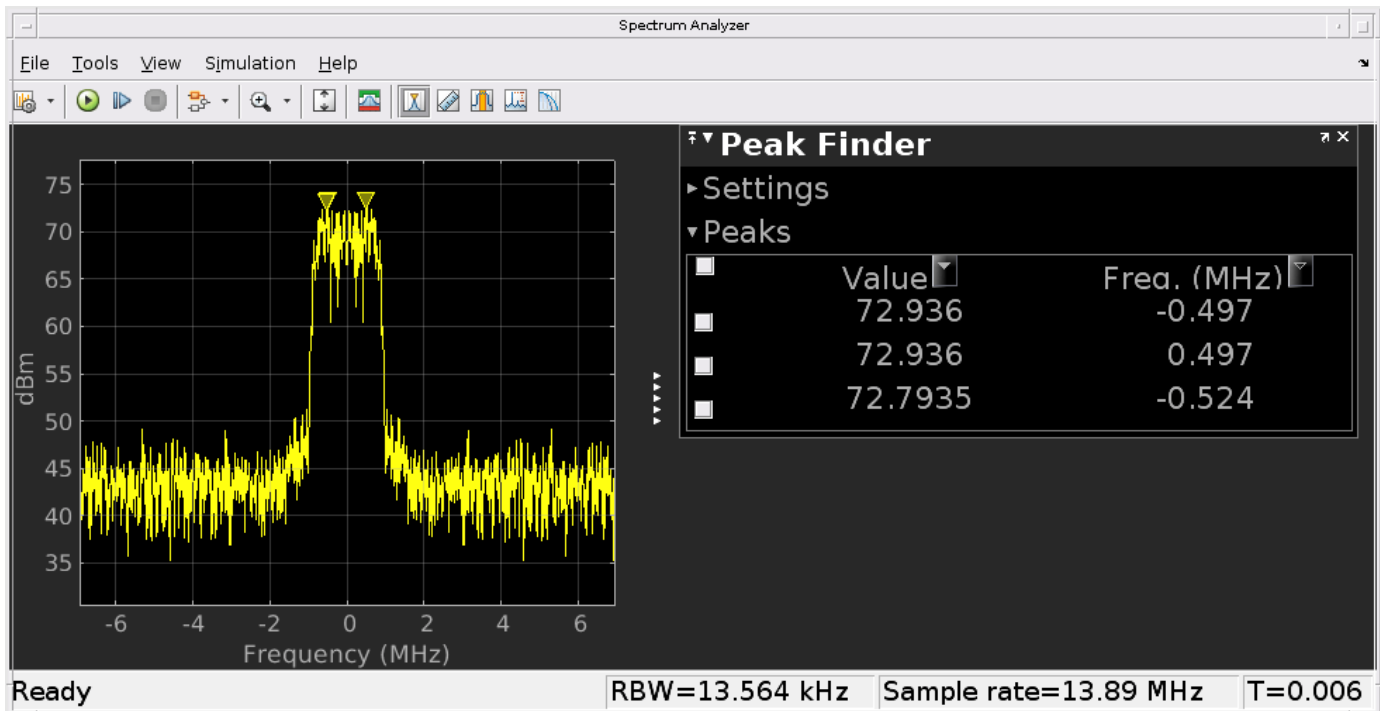 Spectrum Analyzer
File Tools View Simulation Help
Peak Finder
Settings
Peaks
Value Freq. (MHz)
72.936 -0.497
72.936 0.497
72.7935 -0.524
75
70
65
60
55
50
45
40
35
dBm
-6 -4 -2 0 2 4 6
Frequency (MHz)
Ready RBW=13.564 kHz Sample rate=13.89 MHz T=0.006